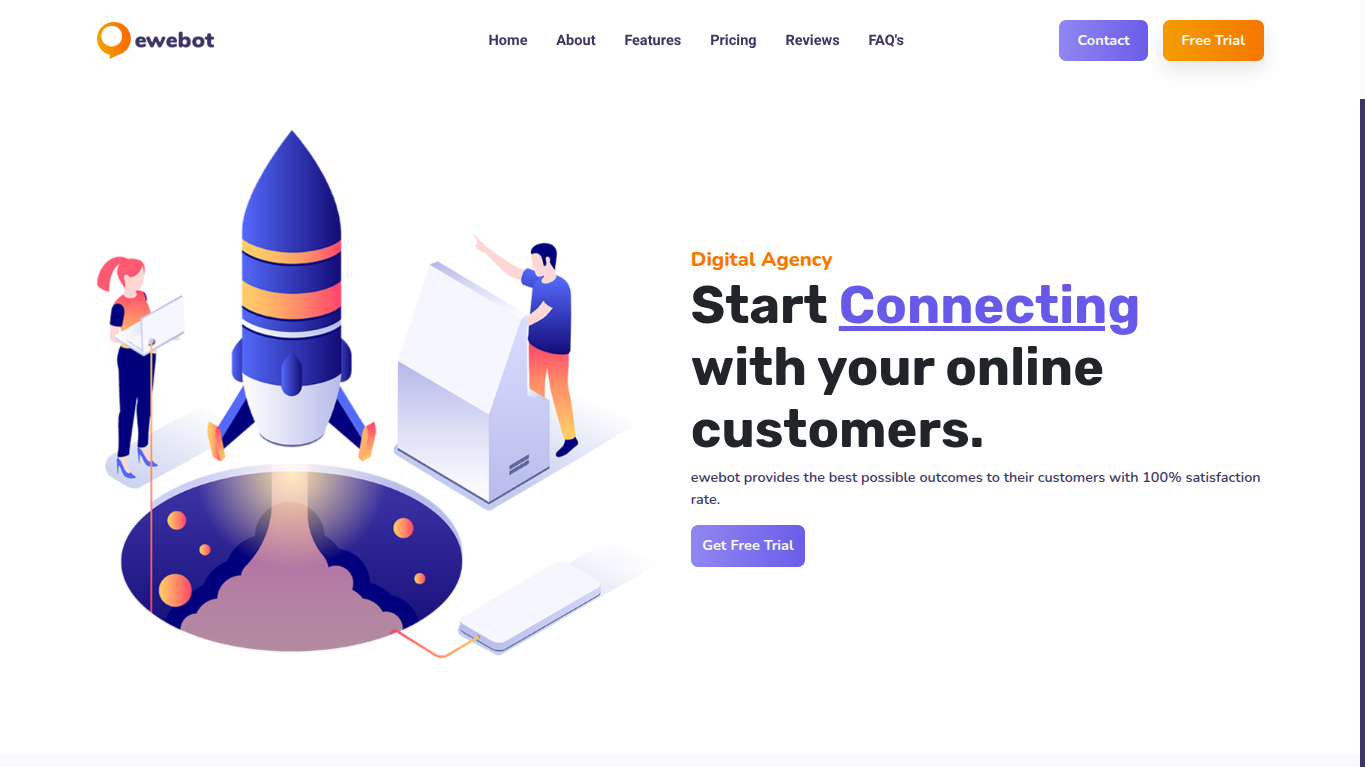 ewebot
Home
About
Features
Pricing
Reviews
FAQ's
Contact
Free Trial
Digital Agency
Start Connecting
with your online
customers.
ewebot provides the best possible outcomes to their customers with 100% satisfaction
rate.
Get Free Trial